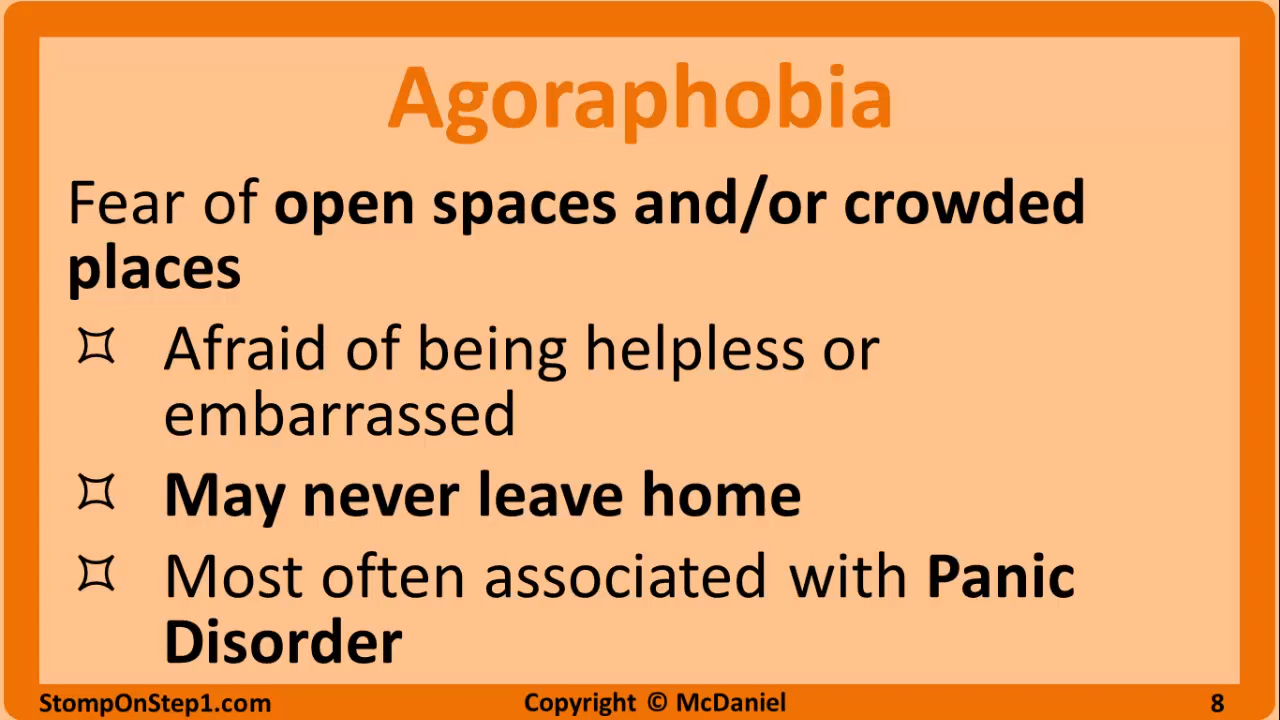 Agoraphobia
Fear of open spaces and/or crowded
places
Afraid of being helpless or
embarrassed
May never leave home
Most often associated with Panic
Disorder
StompOnStep1.com
Copyright © McDaniel
8